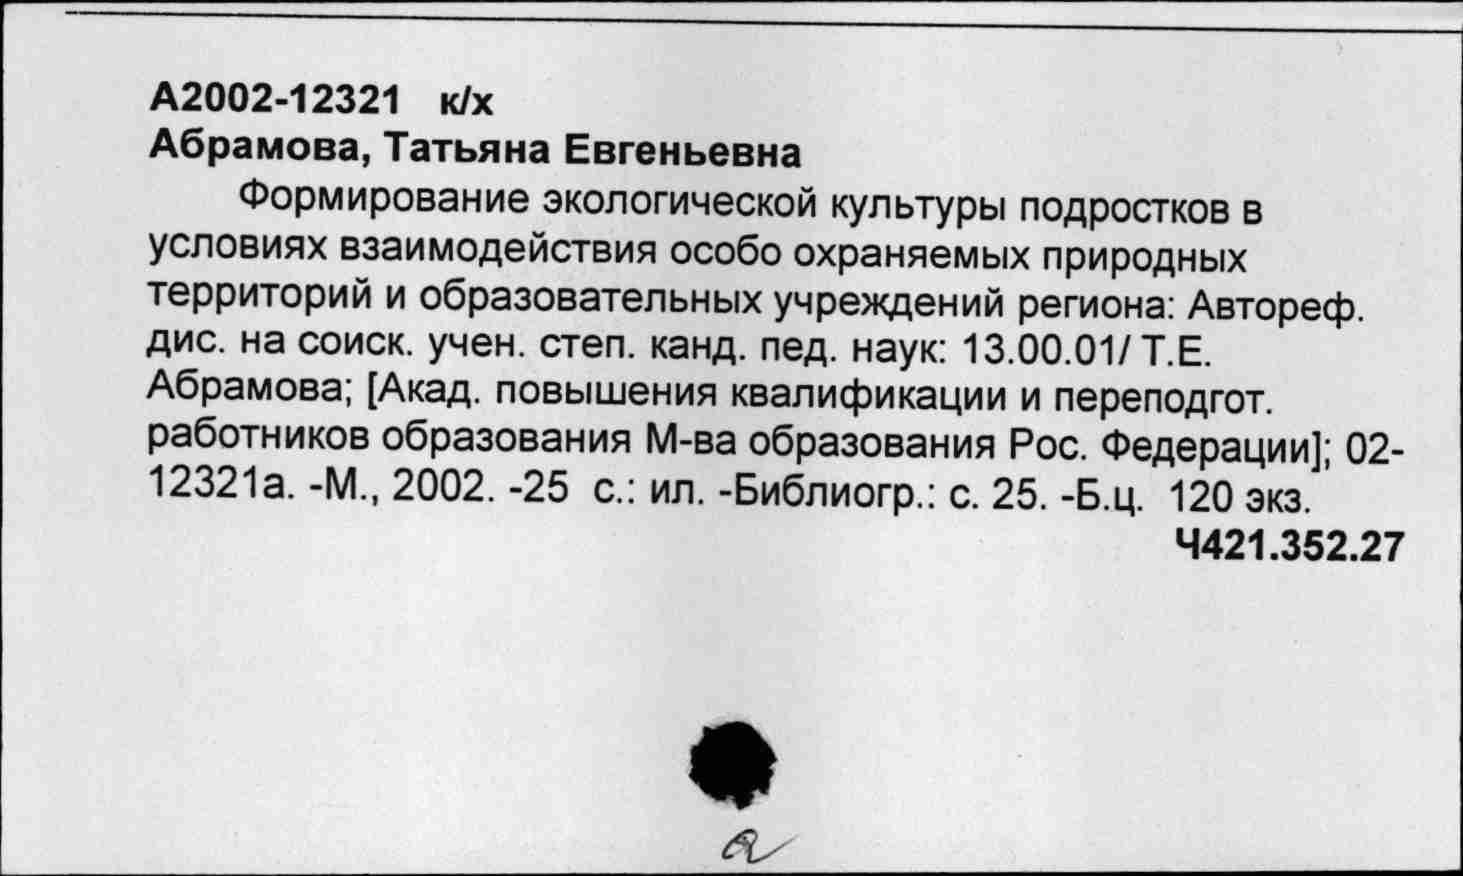 А2002-12321 к/х
Абрамова, Татьяна Евгеньевна
Формирование экологической культуры подростков в
условиях взаимодействия особо охраняемых природных
территорий и образовательных учреждений региона: Автореф.
дис. на соиск. учен. степ. канд. пед. наук: 13.00.01/ Т.Е.
Абрамова; [Акад. повышения квалификации и переподгот.
работников образования М-ва образования Рос. Федерации]; 02-
12321а. -М., 2002. -25 с.: ил. -Библиогр.: с. 25. -Б.ц. 120 экз.
Ч421.352.27